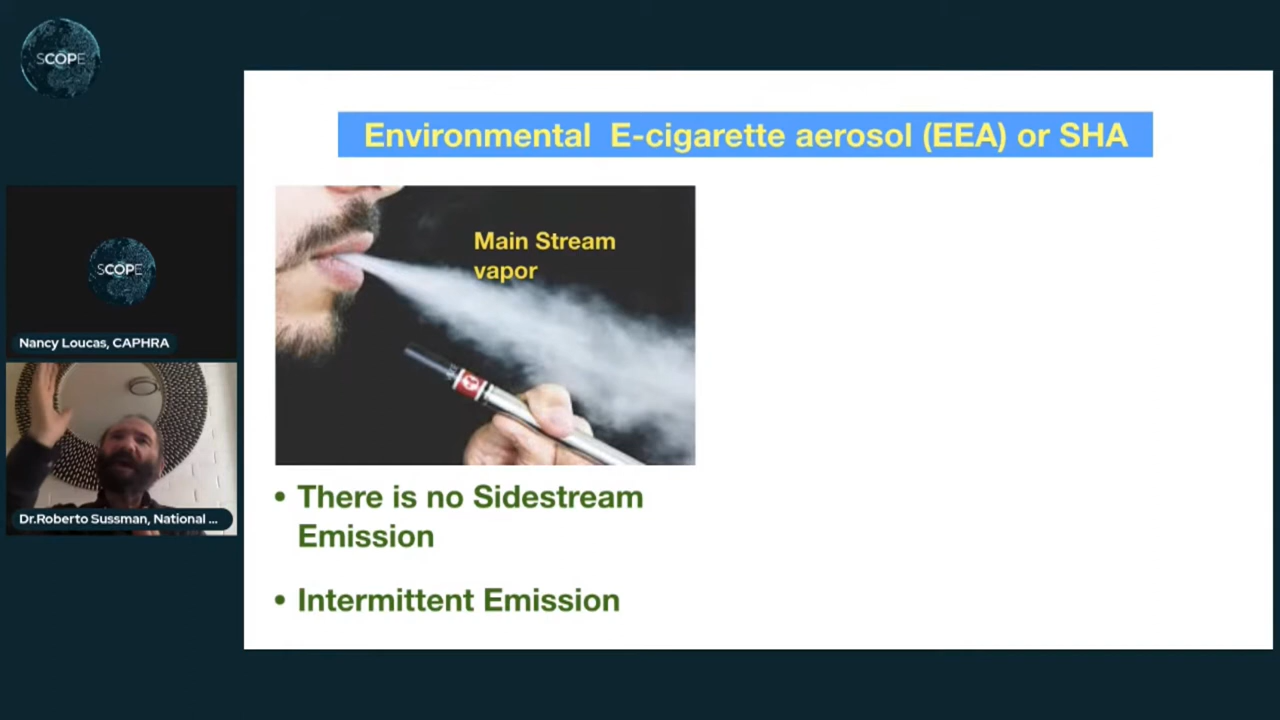 SCOPE
Environmental E-cigarette aerosol (EEA) or SHA
Main Stream
vapor
SCOPE
Nancy Loucas, CAPHRA
Dr.Roberto Sussman, National ...
• There is no Sidestream
Emission
• Intermittent Emission